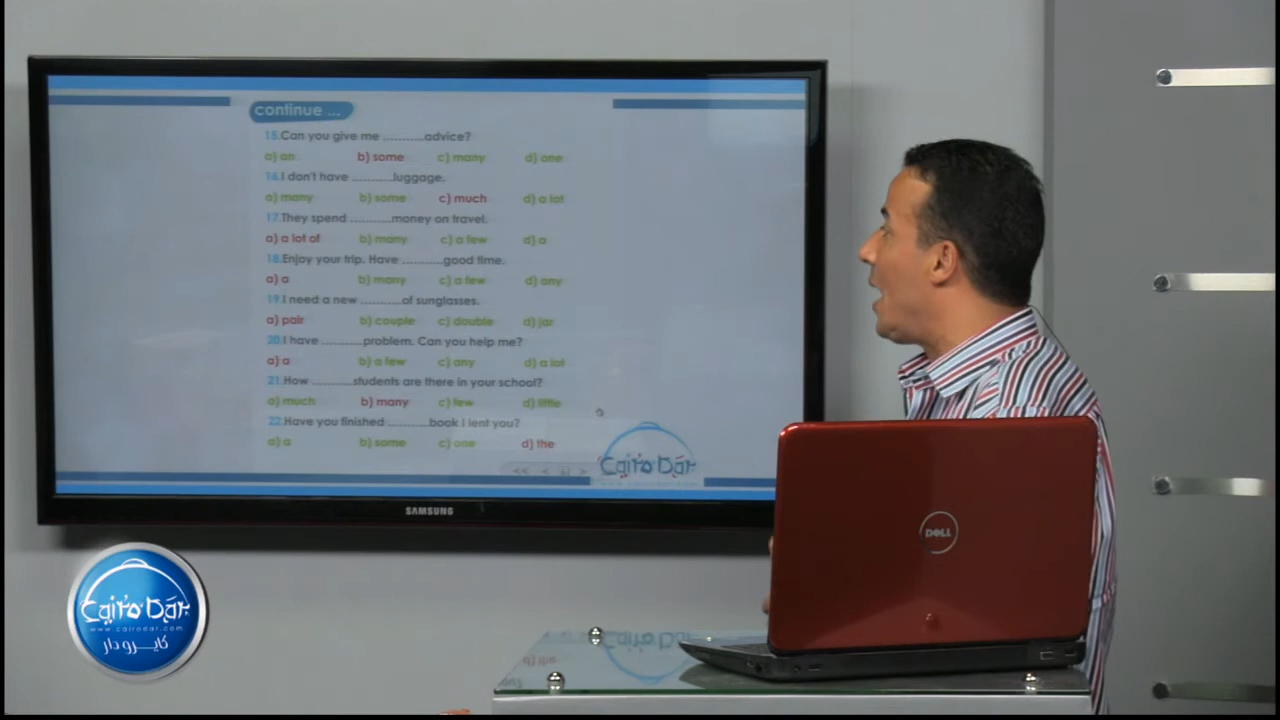 continue ...
15.Can you give me ..........advice?
a) an b) some c) many d) one
16.I don't have ..........luggage.
a) many b) some c) much d) a lot
17.They spend ..........money on travel.
a) a lot of b) many c) a few d) a
18.Enjoy your trip. Have ..........good time.
a) a b) many c) a few d) any
19.I need a new ..........of sunglasses.
a) pair b) couple c) double d) jar
20.I have ..........problem. Can you help me?
a) a b) a few c) any d) a lot
21.How ..........students are there in your school?
a) much b) many c) few d) little
22.Have you finished ..........book I lent you?
a) a b) some c) one d) the
Cairo Dar
SAMSUNG
DELL
Cairo Dar
www.cairodar.com
كايرودار